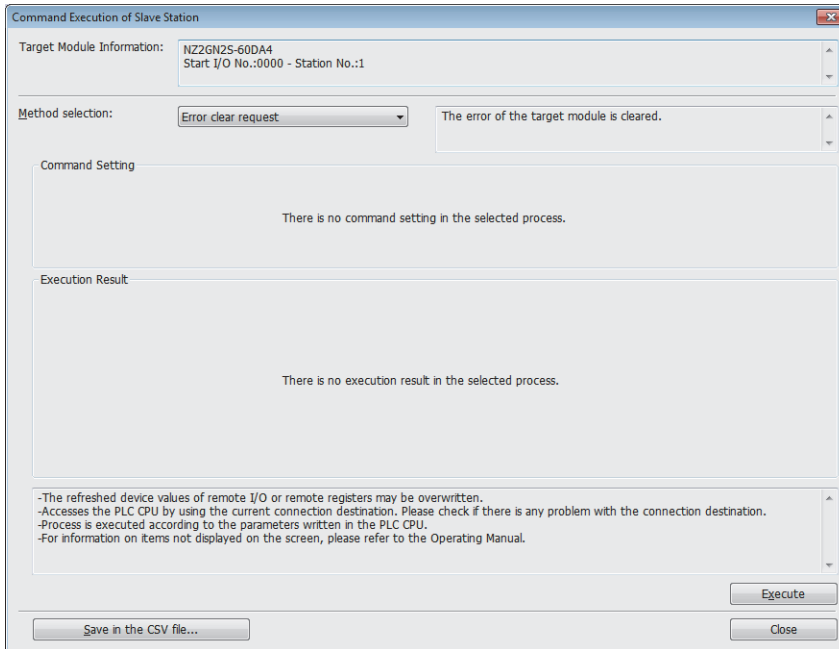 Command Execution of Slave Station
Target Module Information:
NZ2GN2S-60DA4
Start I/O No.:0000 - Station No.:1
Method selection:
Error clear request
The error of the target module is cleared.
Command Setting
There is no command setting in the selected process.
Execution Result
There is no execution result in the selected process.
-The refreshed device values of remote I/O or remote registers may be overwritten.
-Accesses the PLC CPU by using the current connection destination. Please check if there is any problem with the connection destination.
-Process is executed according to the parameters written in the PLC CPU.
-For information on items not displayed on the screen, please refer to the Operating Manual.
Execute
Save in the CSV file...
Close